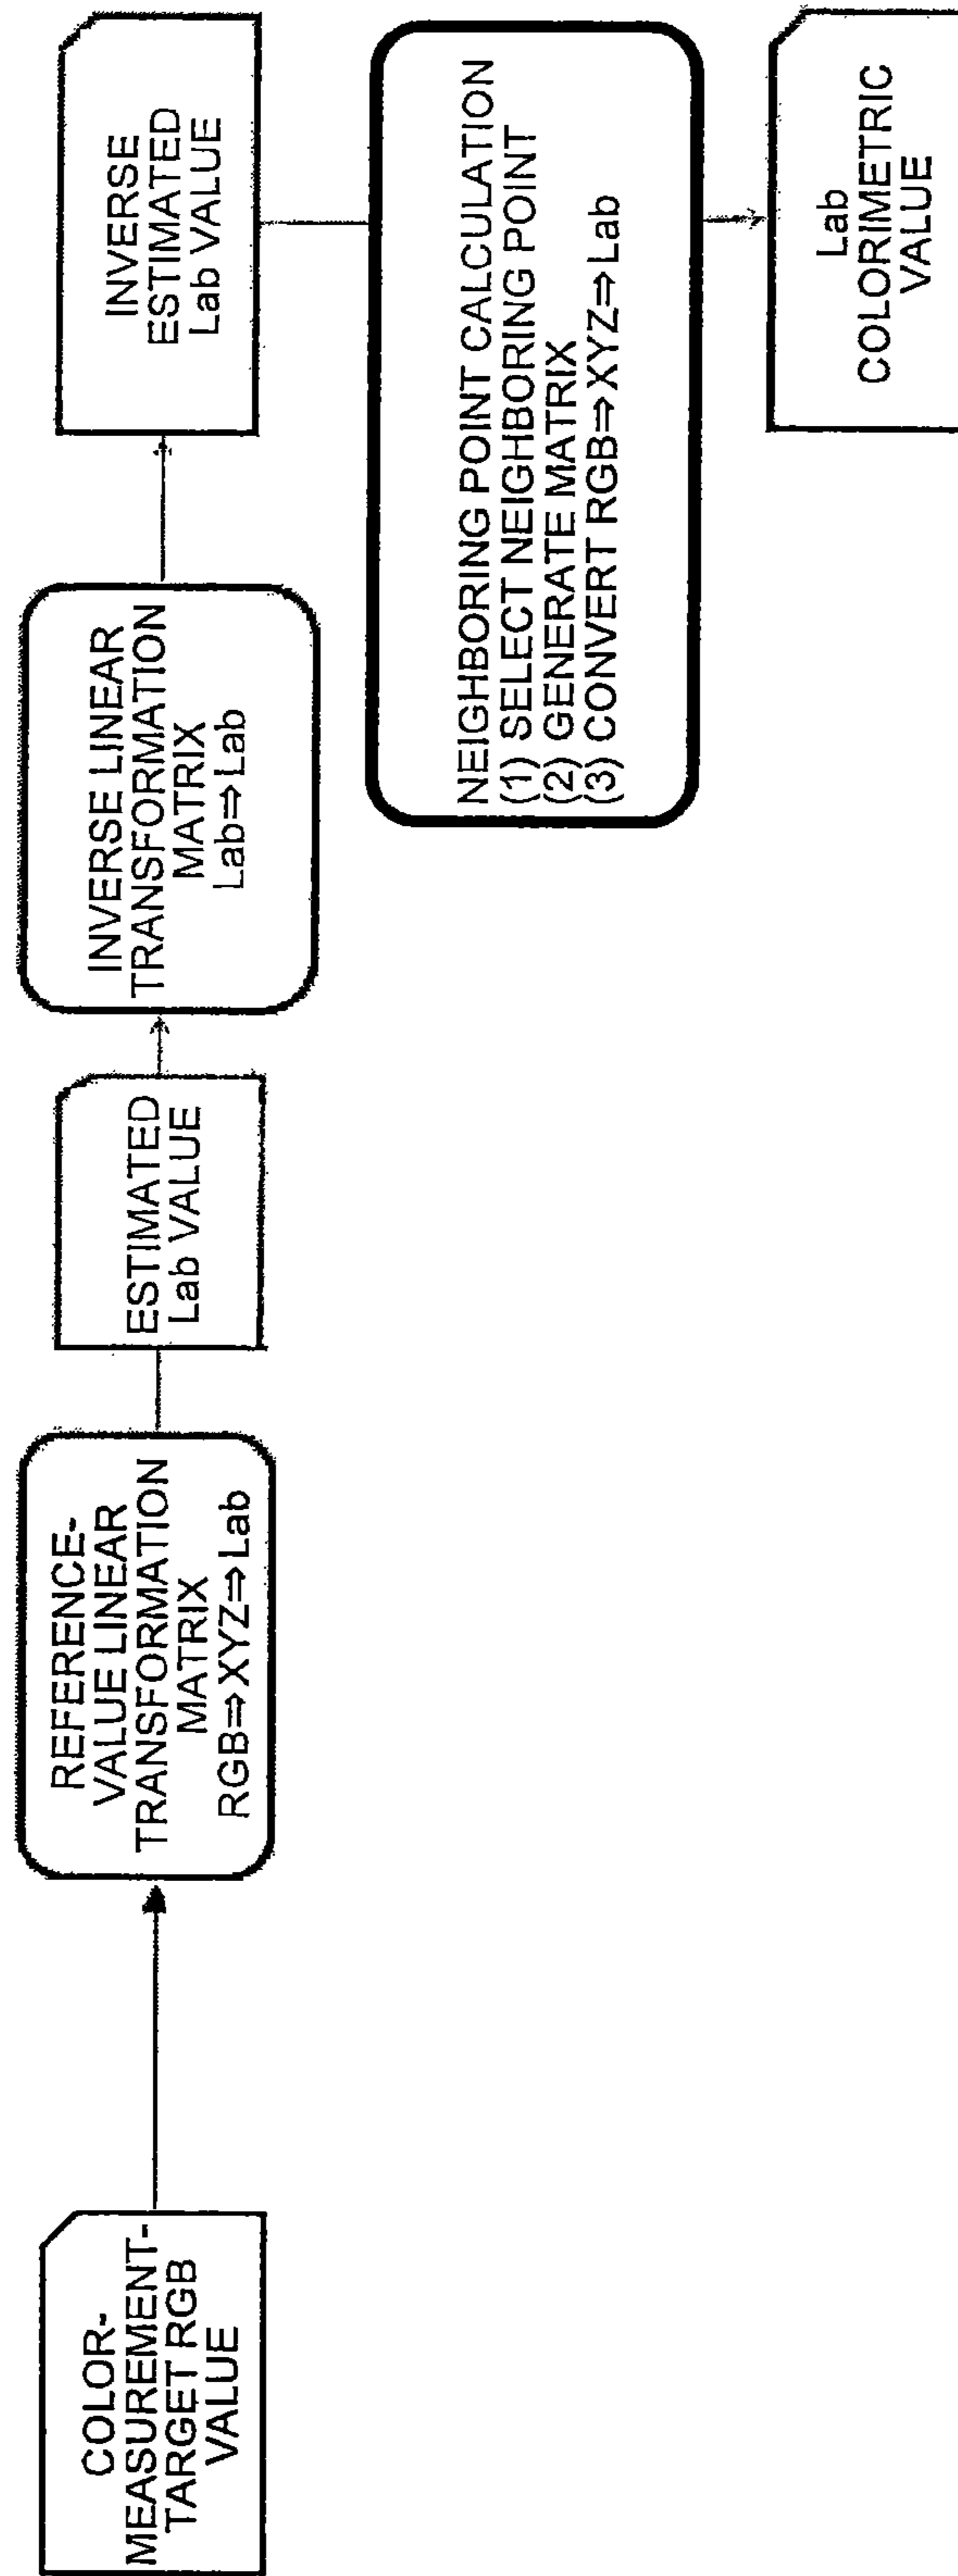 COLOR-
MEASUREMENT-
TARGET RGB
VALUE
REFERENCE-
VALUE LINEAR
TRANSFORMATION
MATRIX
RGB⇒XYZ⇒Lab
ESTIMATED
Lab VALUE
INVERSE LINEAR
TRANSFORMATION
MATRIX
Lab⇒Lab
INVERSE
ESTIMATED
Lab VALUE
NEIGHBORING POINT CALCULATION
(1) SELECT NEIGHBORING POINT
(2) GENERATE MATRIX
(3) CONVERT RGB⇒XYZ⇒Lab
Lab
COLORIMETRIC
VALUE